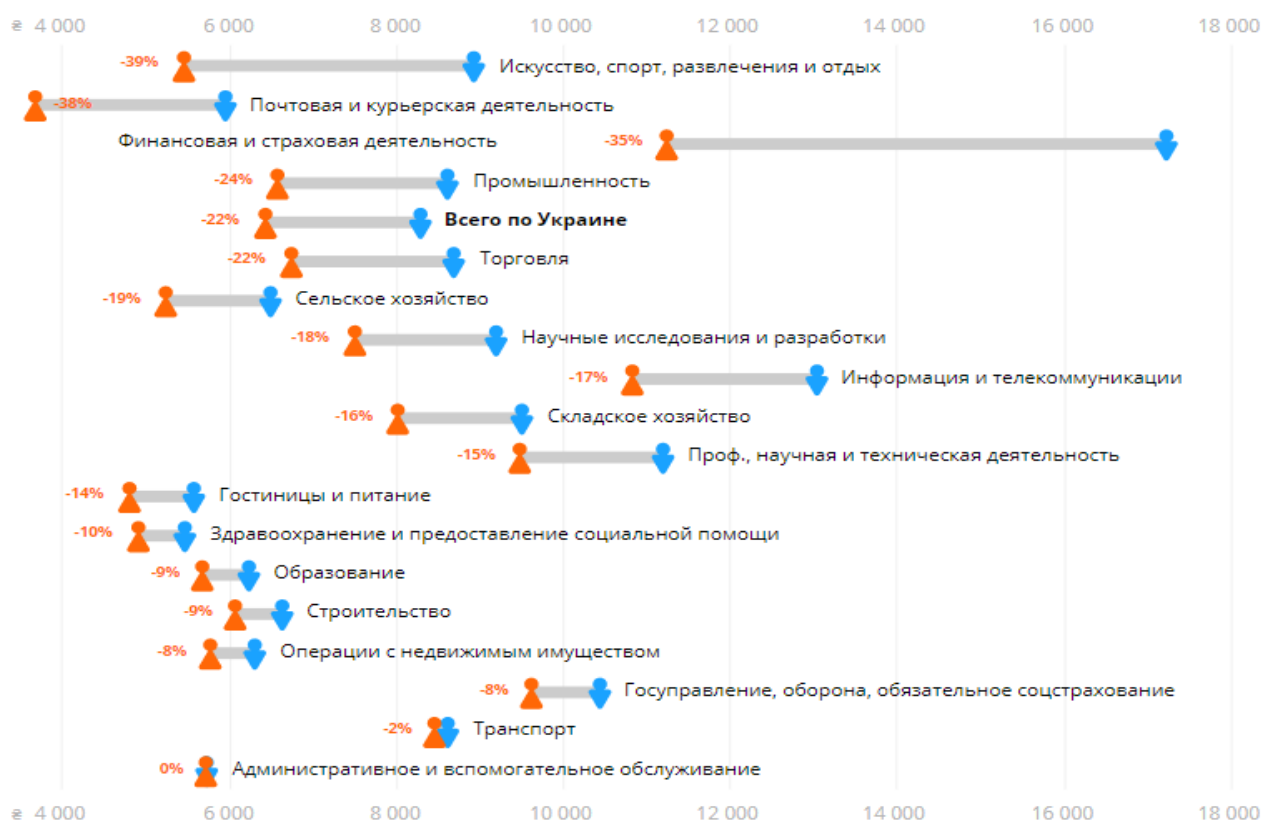 ₴ 4 000 6 000 8 000 10 000 12 000 14 000 16 000 18 000
-39% Искусство, спорт, развлечения и отдых
-38% Почтовая и курьерская деятельность
Финансовая и страховая деятельность -35%
-24% Промышленность
-22% Всего по Украине
-22% Торговля
-19% Сельское хозяйство
-18% Научные исследования и разработки
-17% Информация и телекоммуникации
-16% Складское хозяйство
-15% Проф., научная и техническая деятельность
-14% Гостиницы и питание
-10% Здравоохранение и предоставление социальной помощи
-9% Образование
-9% Строительство
-8% Операции с недвижимым имуществом
-8% Госуправление, оборона, обязательное соцстрахование
-2% Транспорт
0% Административное и вспомогательное обслуживание
₴ 4 000 6 000 8 000 10 000 12 000 14 000 16 000 18 000